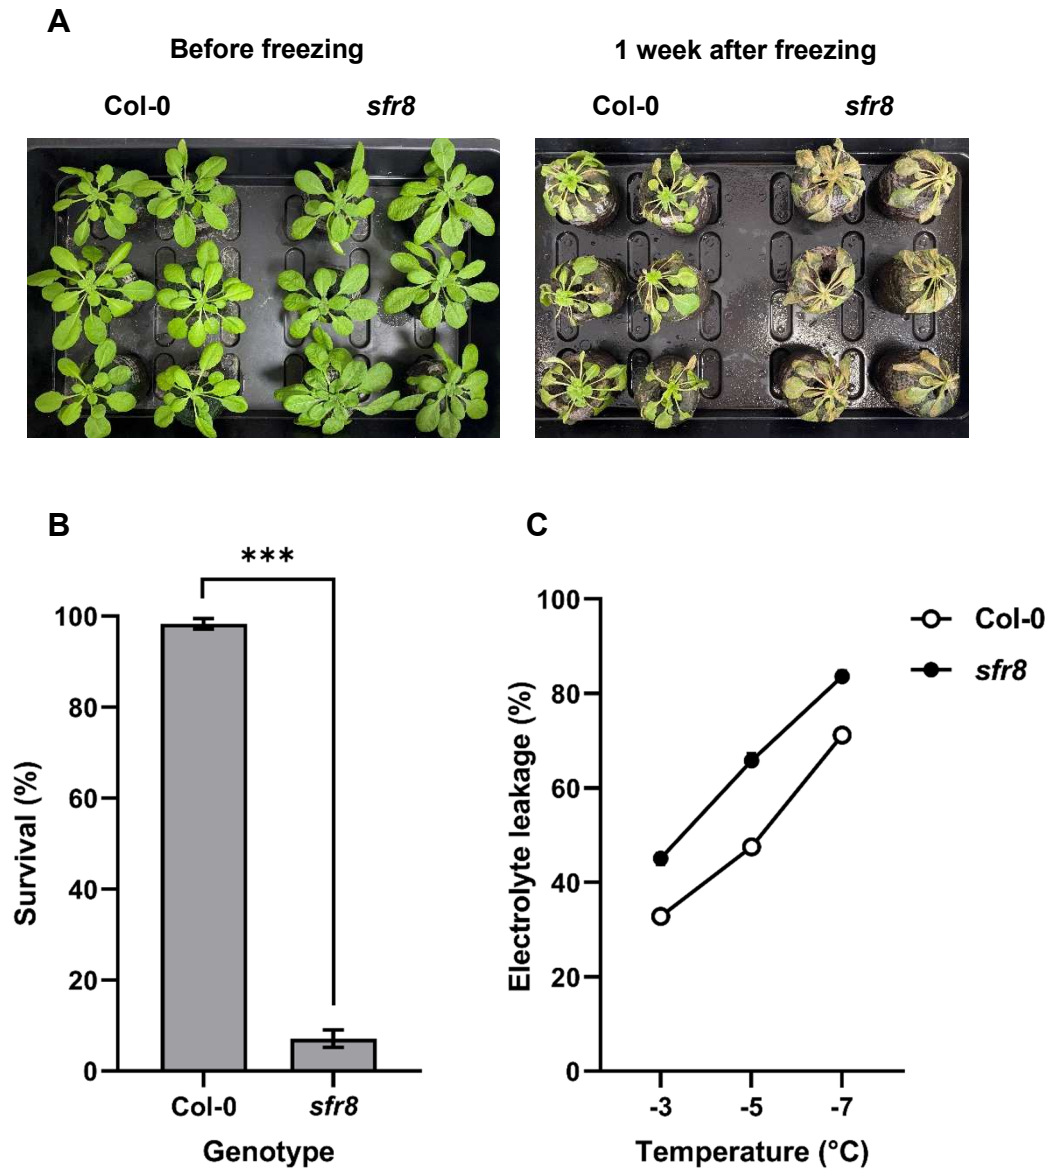 A
Before freezing
1 week after freezing
Col-0
sfr8
Col-0
sfr8
B
C
***
100
80
60
40
20
0
Survival (%)
Col-0
sfr8
Genotype
100
80
60
40
20
0
Electrolyte leakage (%)
-3
-5
-7
Temperature (°C)
Col-0
sfr8